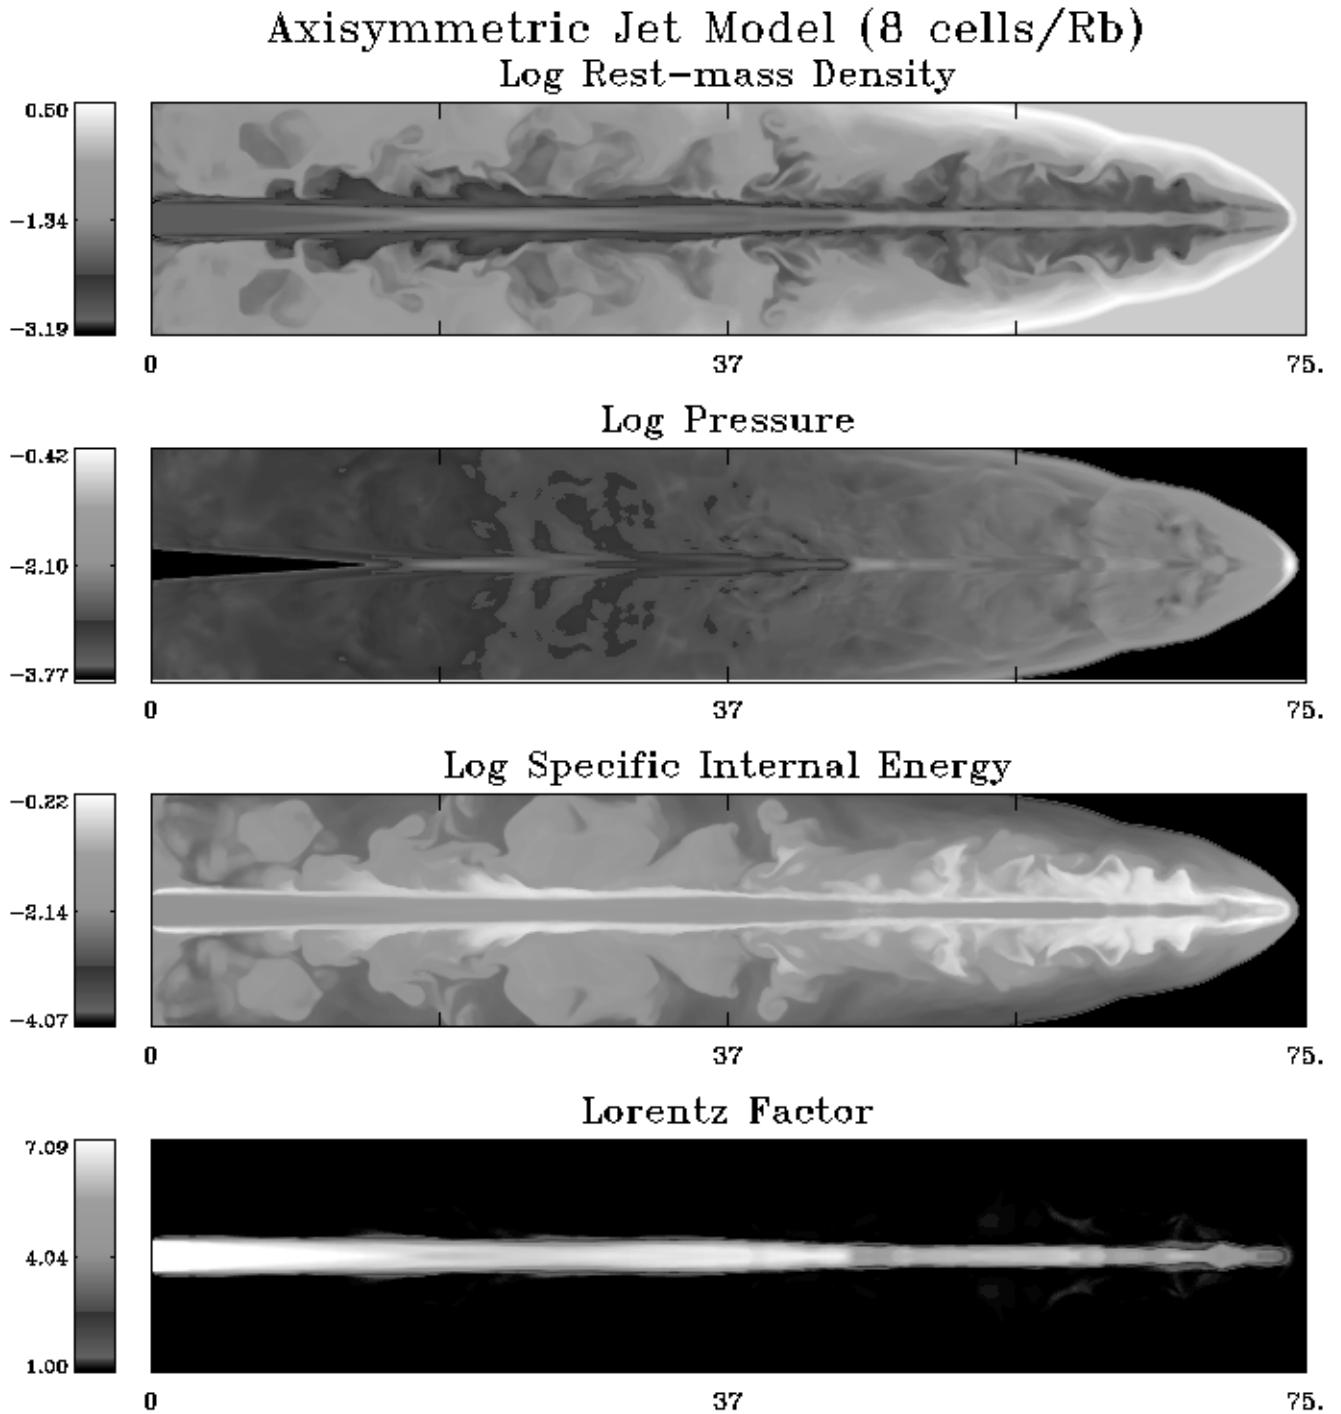 Axisymmetric Jet Model (8 cells/Rb)
Log Rest-mass Density
0.50
-1.34
-3.19
0 37 75.
Log Pressure
-0.42
-2.10
-3.77
0 37 75.
Log Specific Internal Energy
-0.22
-2.14
-4.07
0 37 75.
Lorentz Factor
7.09
4.04
1.00
0 37 75.